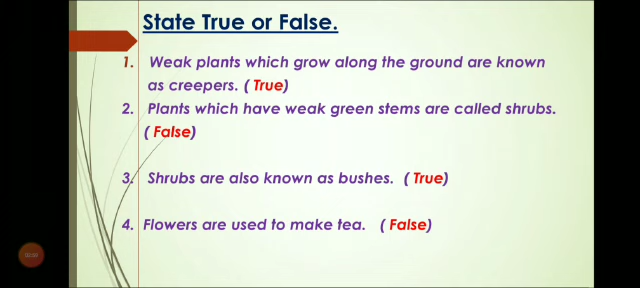 State True or False.
1. Weak plants which grow along the ground are known
as creepers. ( True)
2. Plants which have weak green stems are called shrubs.
( False)
3. Shrubs are also known as bushes. ( True)
4. Flowers are used to make tea. ( False)